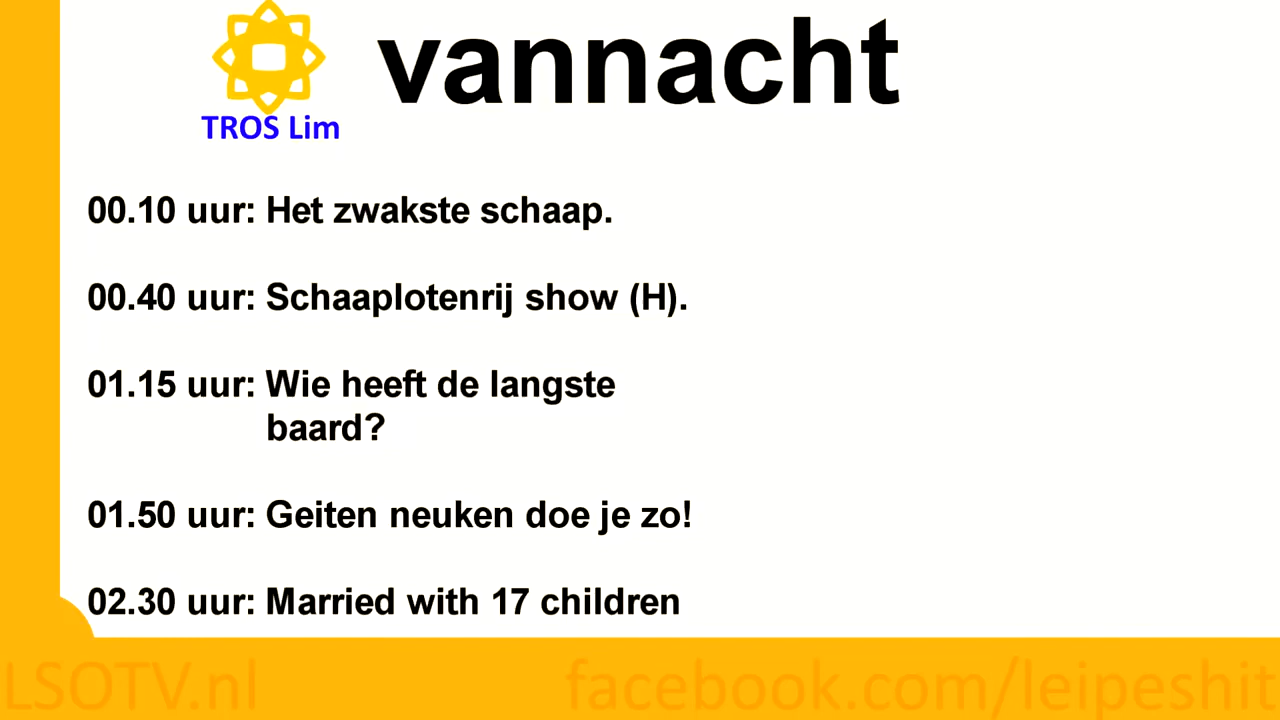 vannacht
TROS Lim
00.10 uur: Het zwakste schaap.
00.40 uur: Schaaplotenrij show (H).
01.15 uur: Wie heeft de langste
baard?
01.50 uur: Geiten neuken doe je zo!
02.30 uur: Married with 17 children
LSOTV.nl
facebook.com/leipeshit